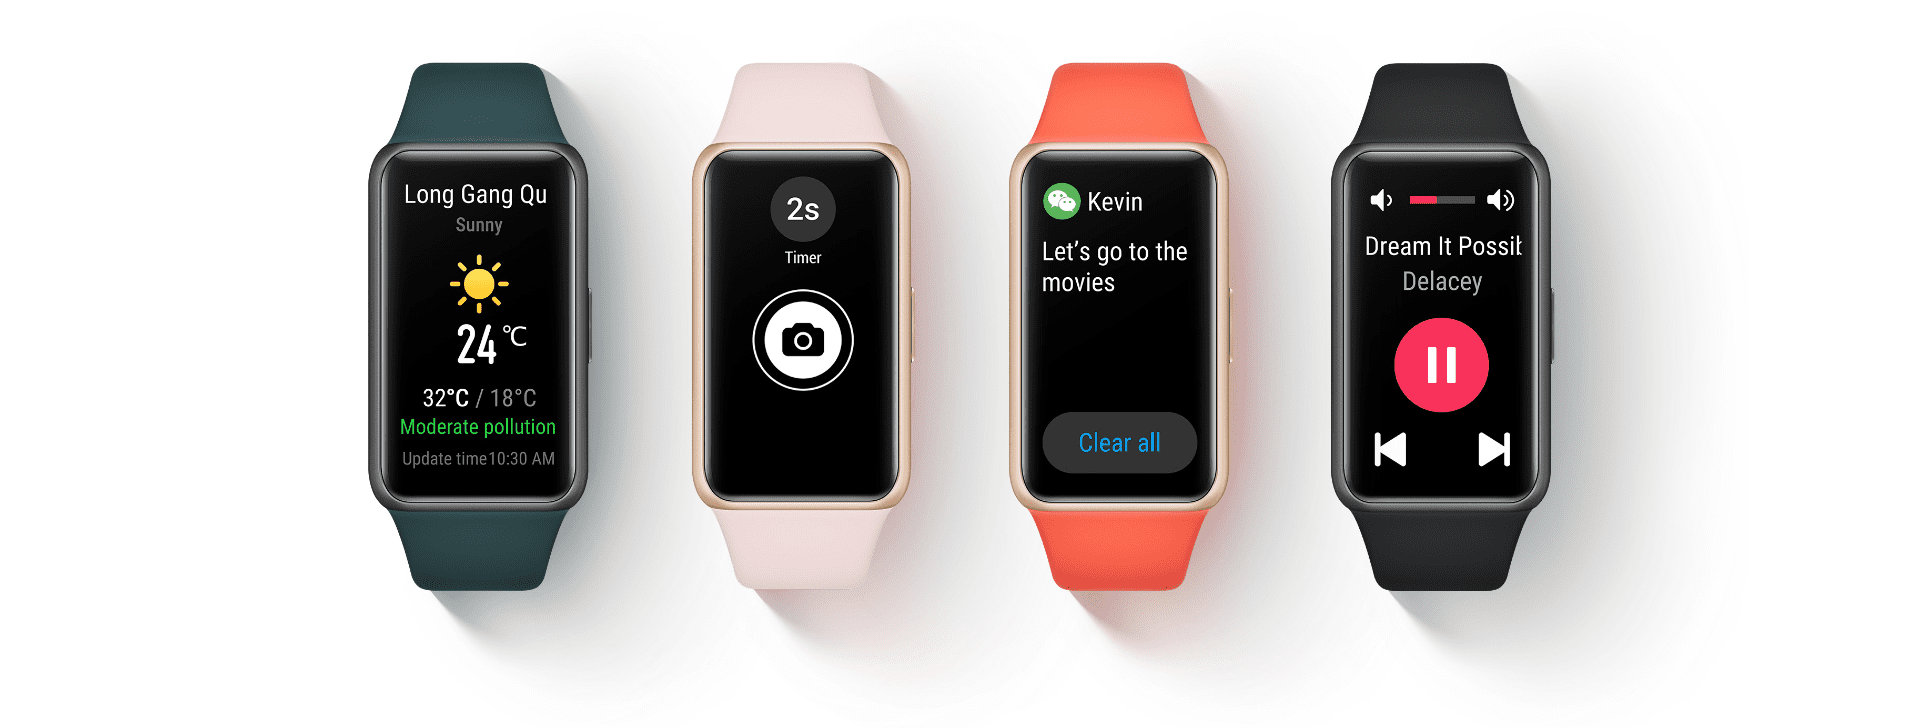 Long Gang Qu
Sunny
24 ℃
32°C / 18°C
Moderate pollution
Update time10:30 AM
2s
Timer
Kevin
Let's go to the
movies
Clear all
Dream It Possib
Delacey